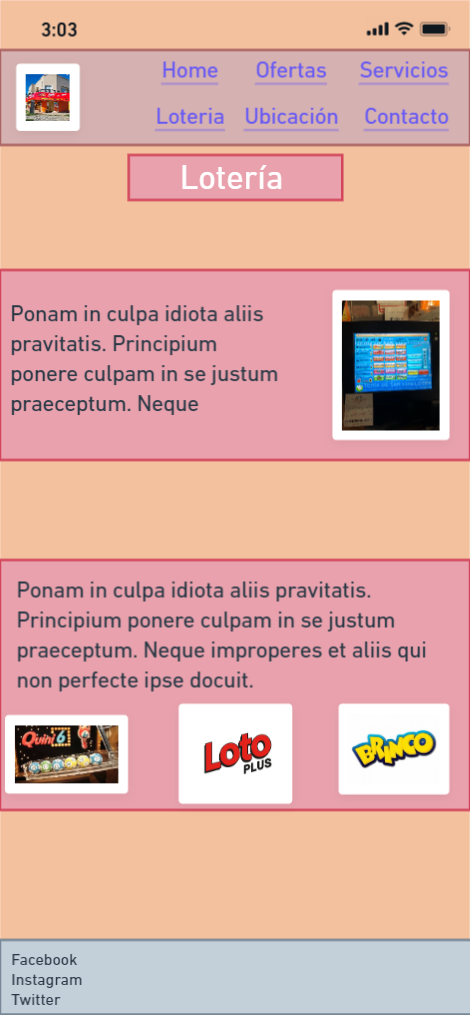 3:03
Home Ofertas Servicios
Loteria Ubicación Contacto
Lotería
Ponam in culpa idiota aliis
pravitatis. Principium
ponere culpam in se justum
praeceptum. Neque
Ponam in culpa idiota aliis pravitatis.
Principium ponere culpam in se justum
praeceptum. Neque improperes et aliis qui
non perfecte ipse docuit.
Quini 6
Loto
PLUS
BRINCO
Facebook
Instagram
Twitter